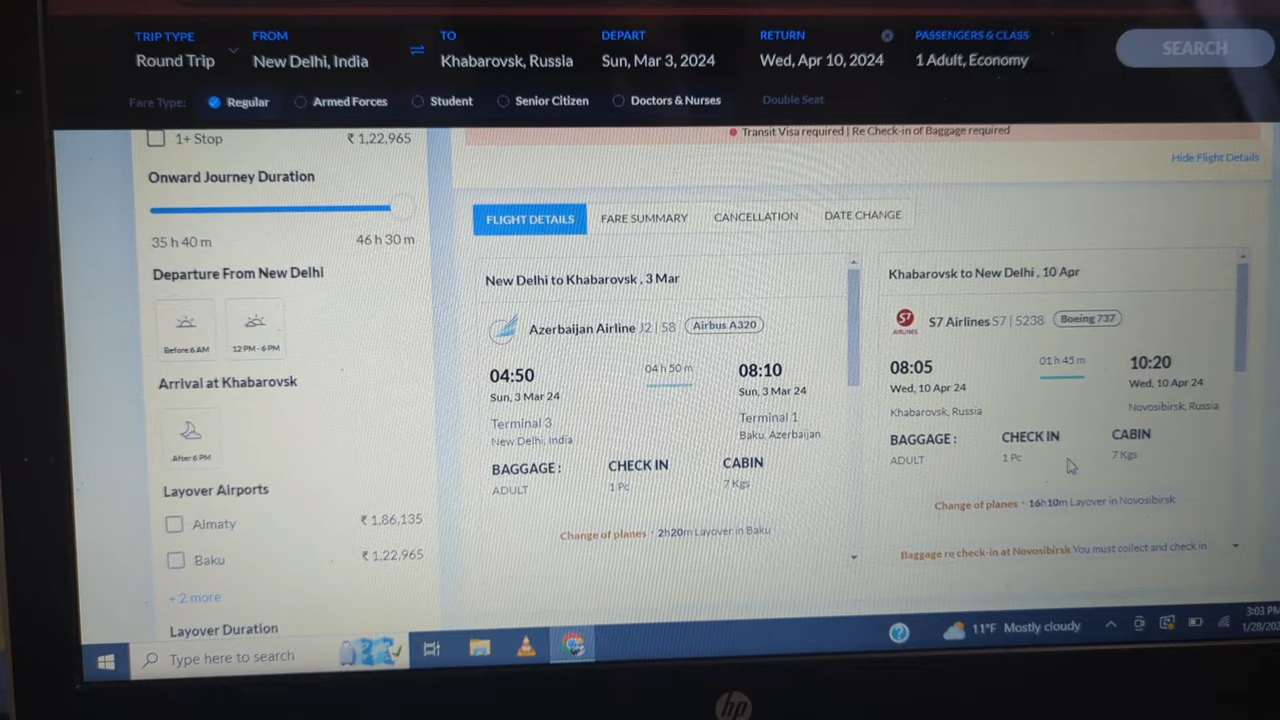 TRIP TYPE
Round Trip
FROM
New Delhi, India
TO
Khabarovsk, Russia
DEPART
Sun, Mar 3, 2024
RETURN
Wed, Apr 10, 2024
PASSENGERS & CLASS
1 Adult, Economy
SEARCH
Fare Type: Regular Armed Forces Student Senior Citizen Doctors & Nurses Double Seat
1+ Stop ₹ 1,22,965
Onward Journey Duration
35 h 40 m 46 h 30 m
Departure From New Delhi
Before 6 AM 12 PM - 6 PM
Arrival at Khabarovsk
After 6 PM
Layover Airports
Almaty ₹ 1,86,135
Baku ₹ 1,22,965
+ 2 more
Layover Duration
Transit Visa required | Re Check-in of Baggage required
Hide Flight Details
FLIGHT DETAILS FARE SUMMARY CANCELLATION DATE CHANGE
New Delhi to Khabarovsk , 3 Mar
Azerbaijan Airline J2 | 58 Airbus A320
04:50 04 h 50 m 08:10
Sun, 3 Mar 24 Sun, 3 Mar 24
Terminal 3 Terminal 1
New Delhi, India Baku, Azerbaijan
BAGGAGE : CHECK IN CABIN
ADULT 1 Pc 7 Kgs
Change of planes · 2h20m Layover in Baku
Khabarovsk to New Delhi , 10 Apr
S7 AIRLINES
S7 Airlines S7 | 5238 Boeing 737
08:05 01 h 45 m 10:20
Wed, 10 Apr 24 Wed, 10 Apr 24
Khabarovsk, Russia Novosibirsk, Russia
BAGGAGE : CHECK IN CABIN
ADULT 1 Pc 7 Kgs
Change of planes · 16h10m Layover in Novosibirsk
Baggage re check-in at Novosibirsk You must collect and check in
Type here to search
11°F Mostly cloudy
3:03 PM
hp